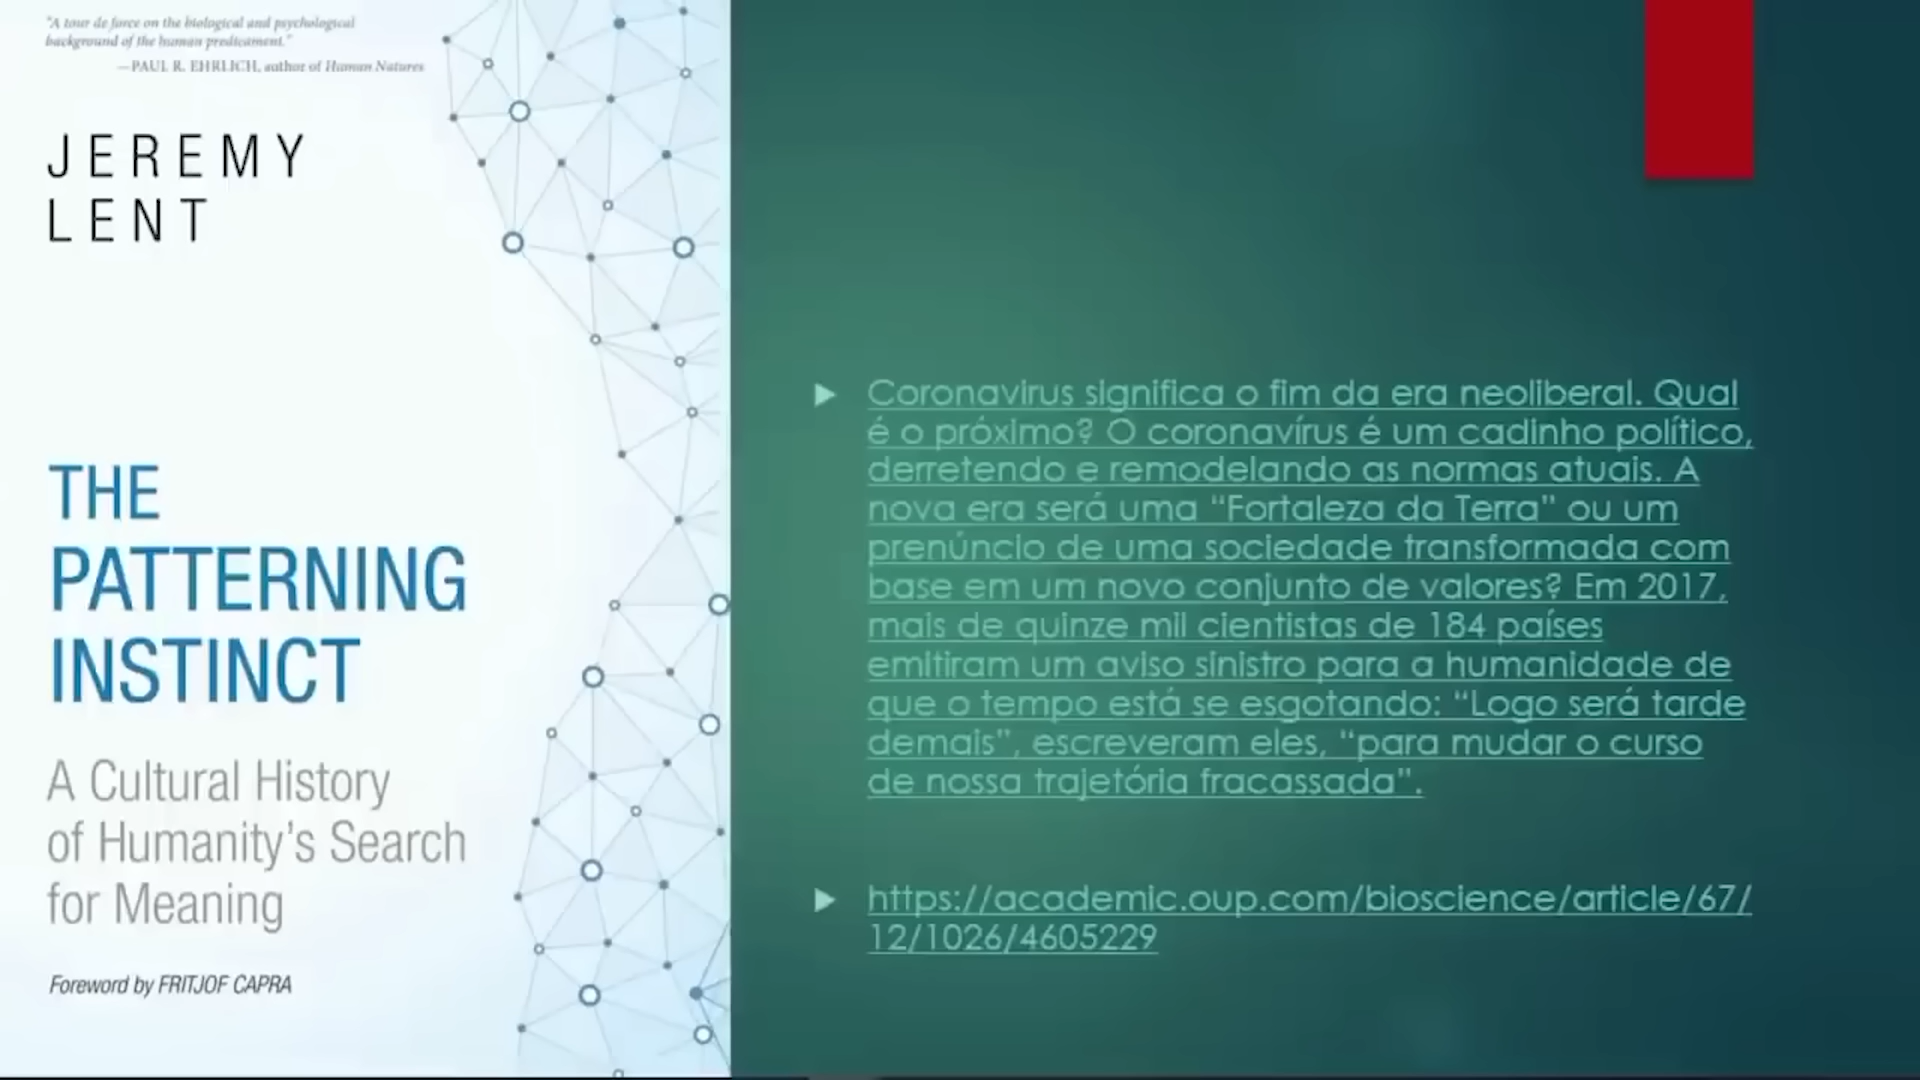 "A tour de force on the biological and psychological
background of the human predicament."
—PAUL R. EHRLICH, author of Human Natures
JEREMY
LENT
THE
PATTERNING
INSTINCT
A Cultural History
of Humanity's Search
for Meaning
Foreword by FRITJOF CAPRA
Coronavirus significa o fim da era neoliberal. Qual
é o próximo? O coronavírus é um cadinho político,
derretendo e remodelando as normas atuais. A
nova era será uma “Fortaleza da Terra” ou um
prenúncio de uma sociedade transformada com
base em um novo conjunto de valores? Em 2017,
mais de quinze mil cientistas de 184 países
emitiram um aviso sinistro para a humanidade de
que o tempo está se esgotando: “Logo será tarde
demais”, escreveram eles, “para mudar o curso
de nossa trajetória fracassada”.
https://academic.oup.com/bioscience/article/67/
12/1026/4605229